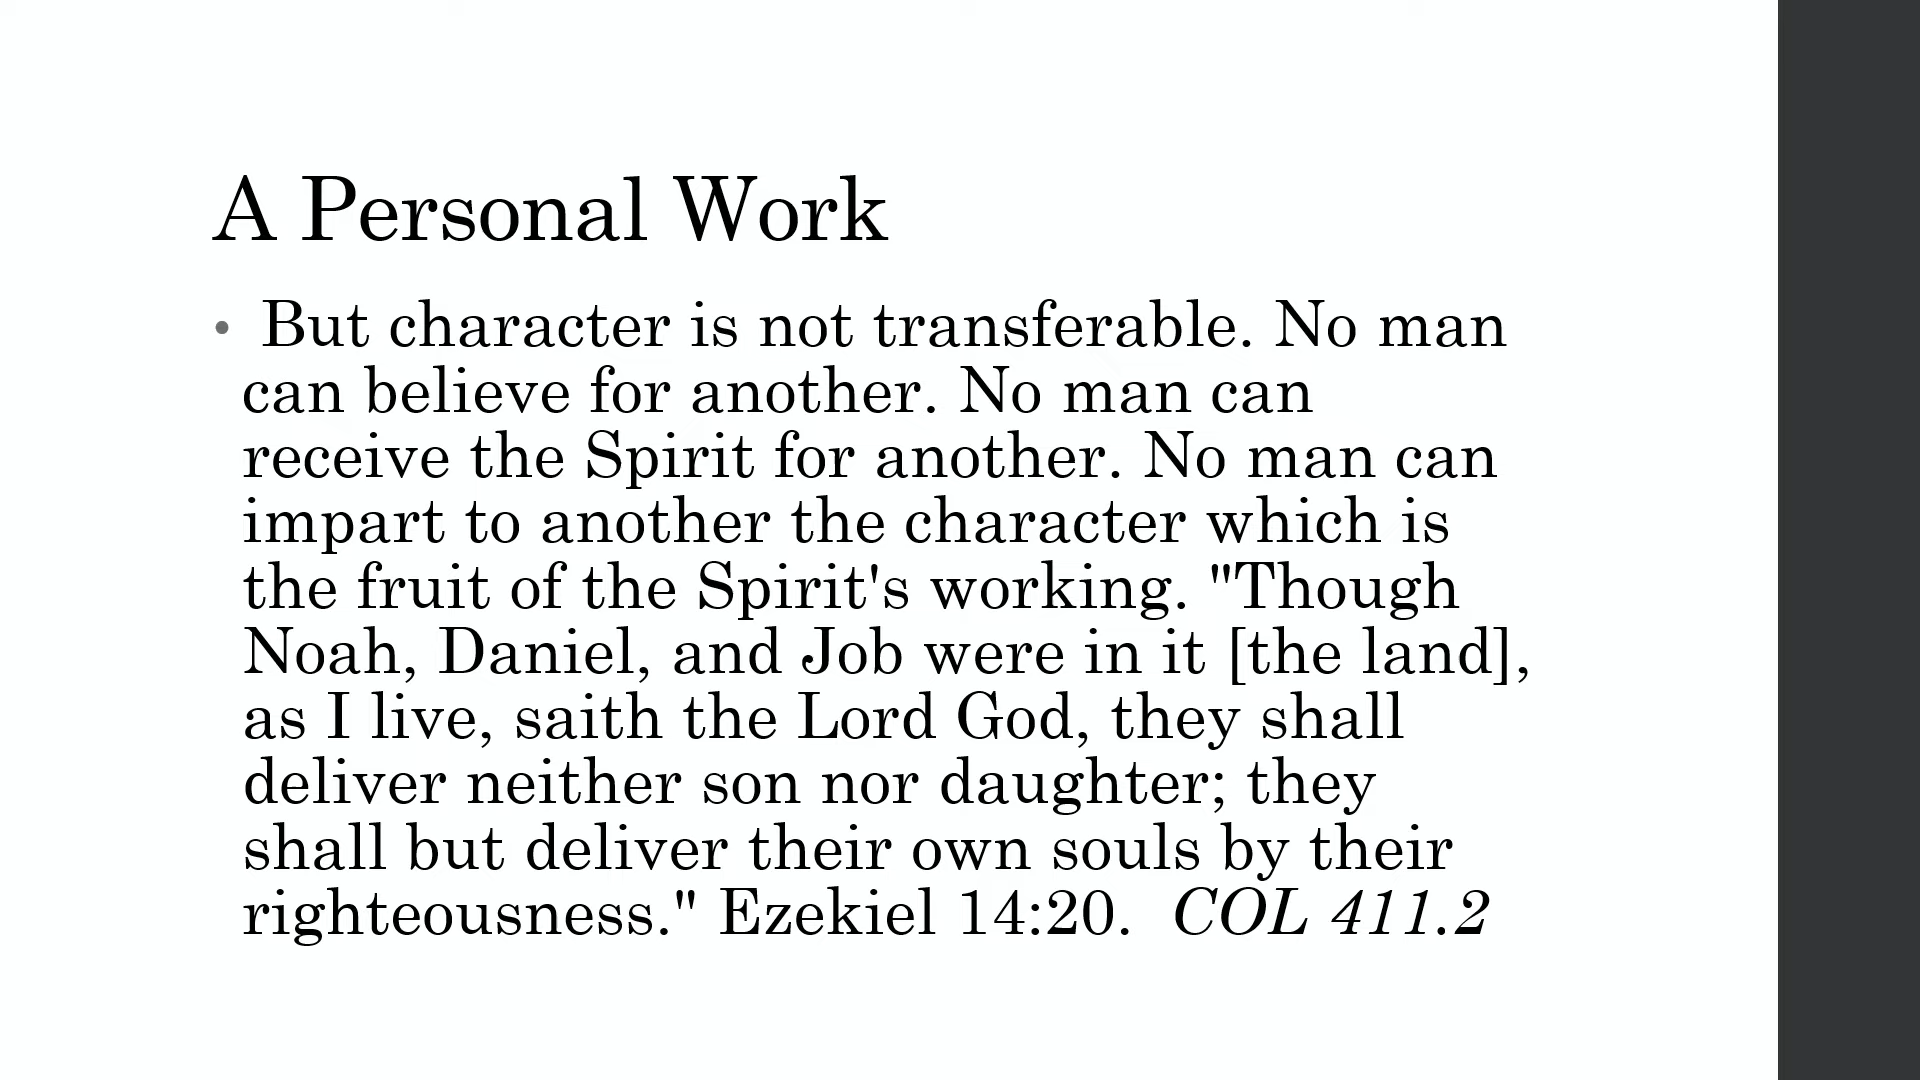 A Personal Work
• But character is not transferable. No man
can believe for another. No man can
receive the Spirit for another. No man can
impart to another the character which is
the fruit of the Spirit's working. "Though
Noah, Daniel, and Job were in it [the land],
as I live, saith the Lord God, they shall
deliver neither son nor daughter; they
shall but deliver their own souls by their
righteousness." Ezekiel 14:20.  COL 411.2